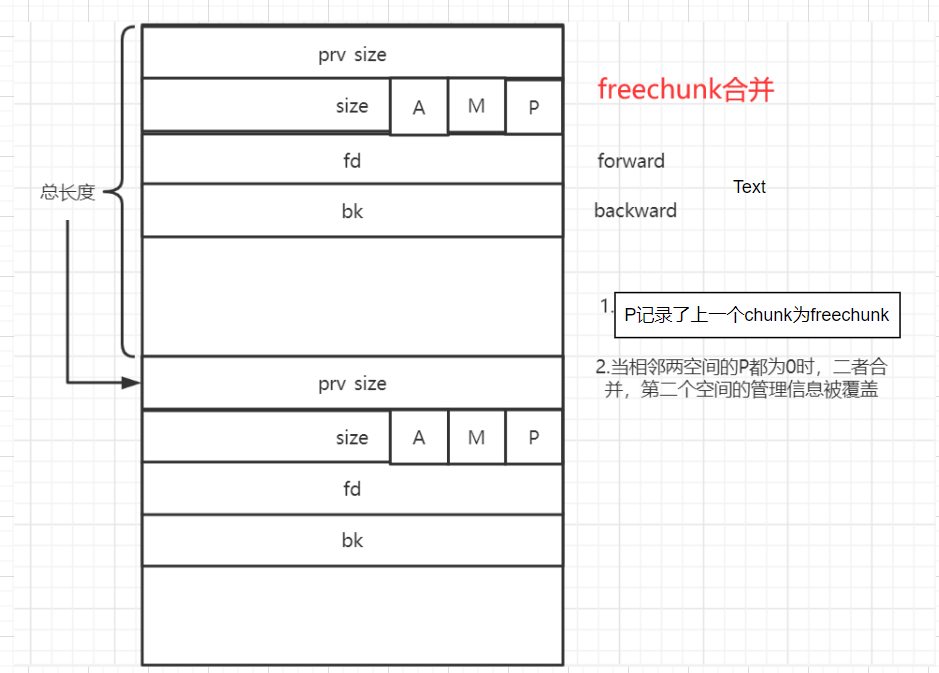 prv size
freechunk合并
size A M P
fd
forward
Text
总长度
bk
backward
1.
P记录了上一个chunk为freechunk
2.当相邻两空间的P都为0时，二者合
并，第二个空间的管理信息被覆盖
prv size
size A M P
fd
bk